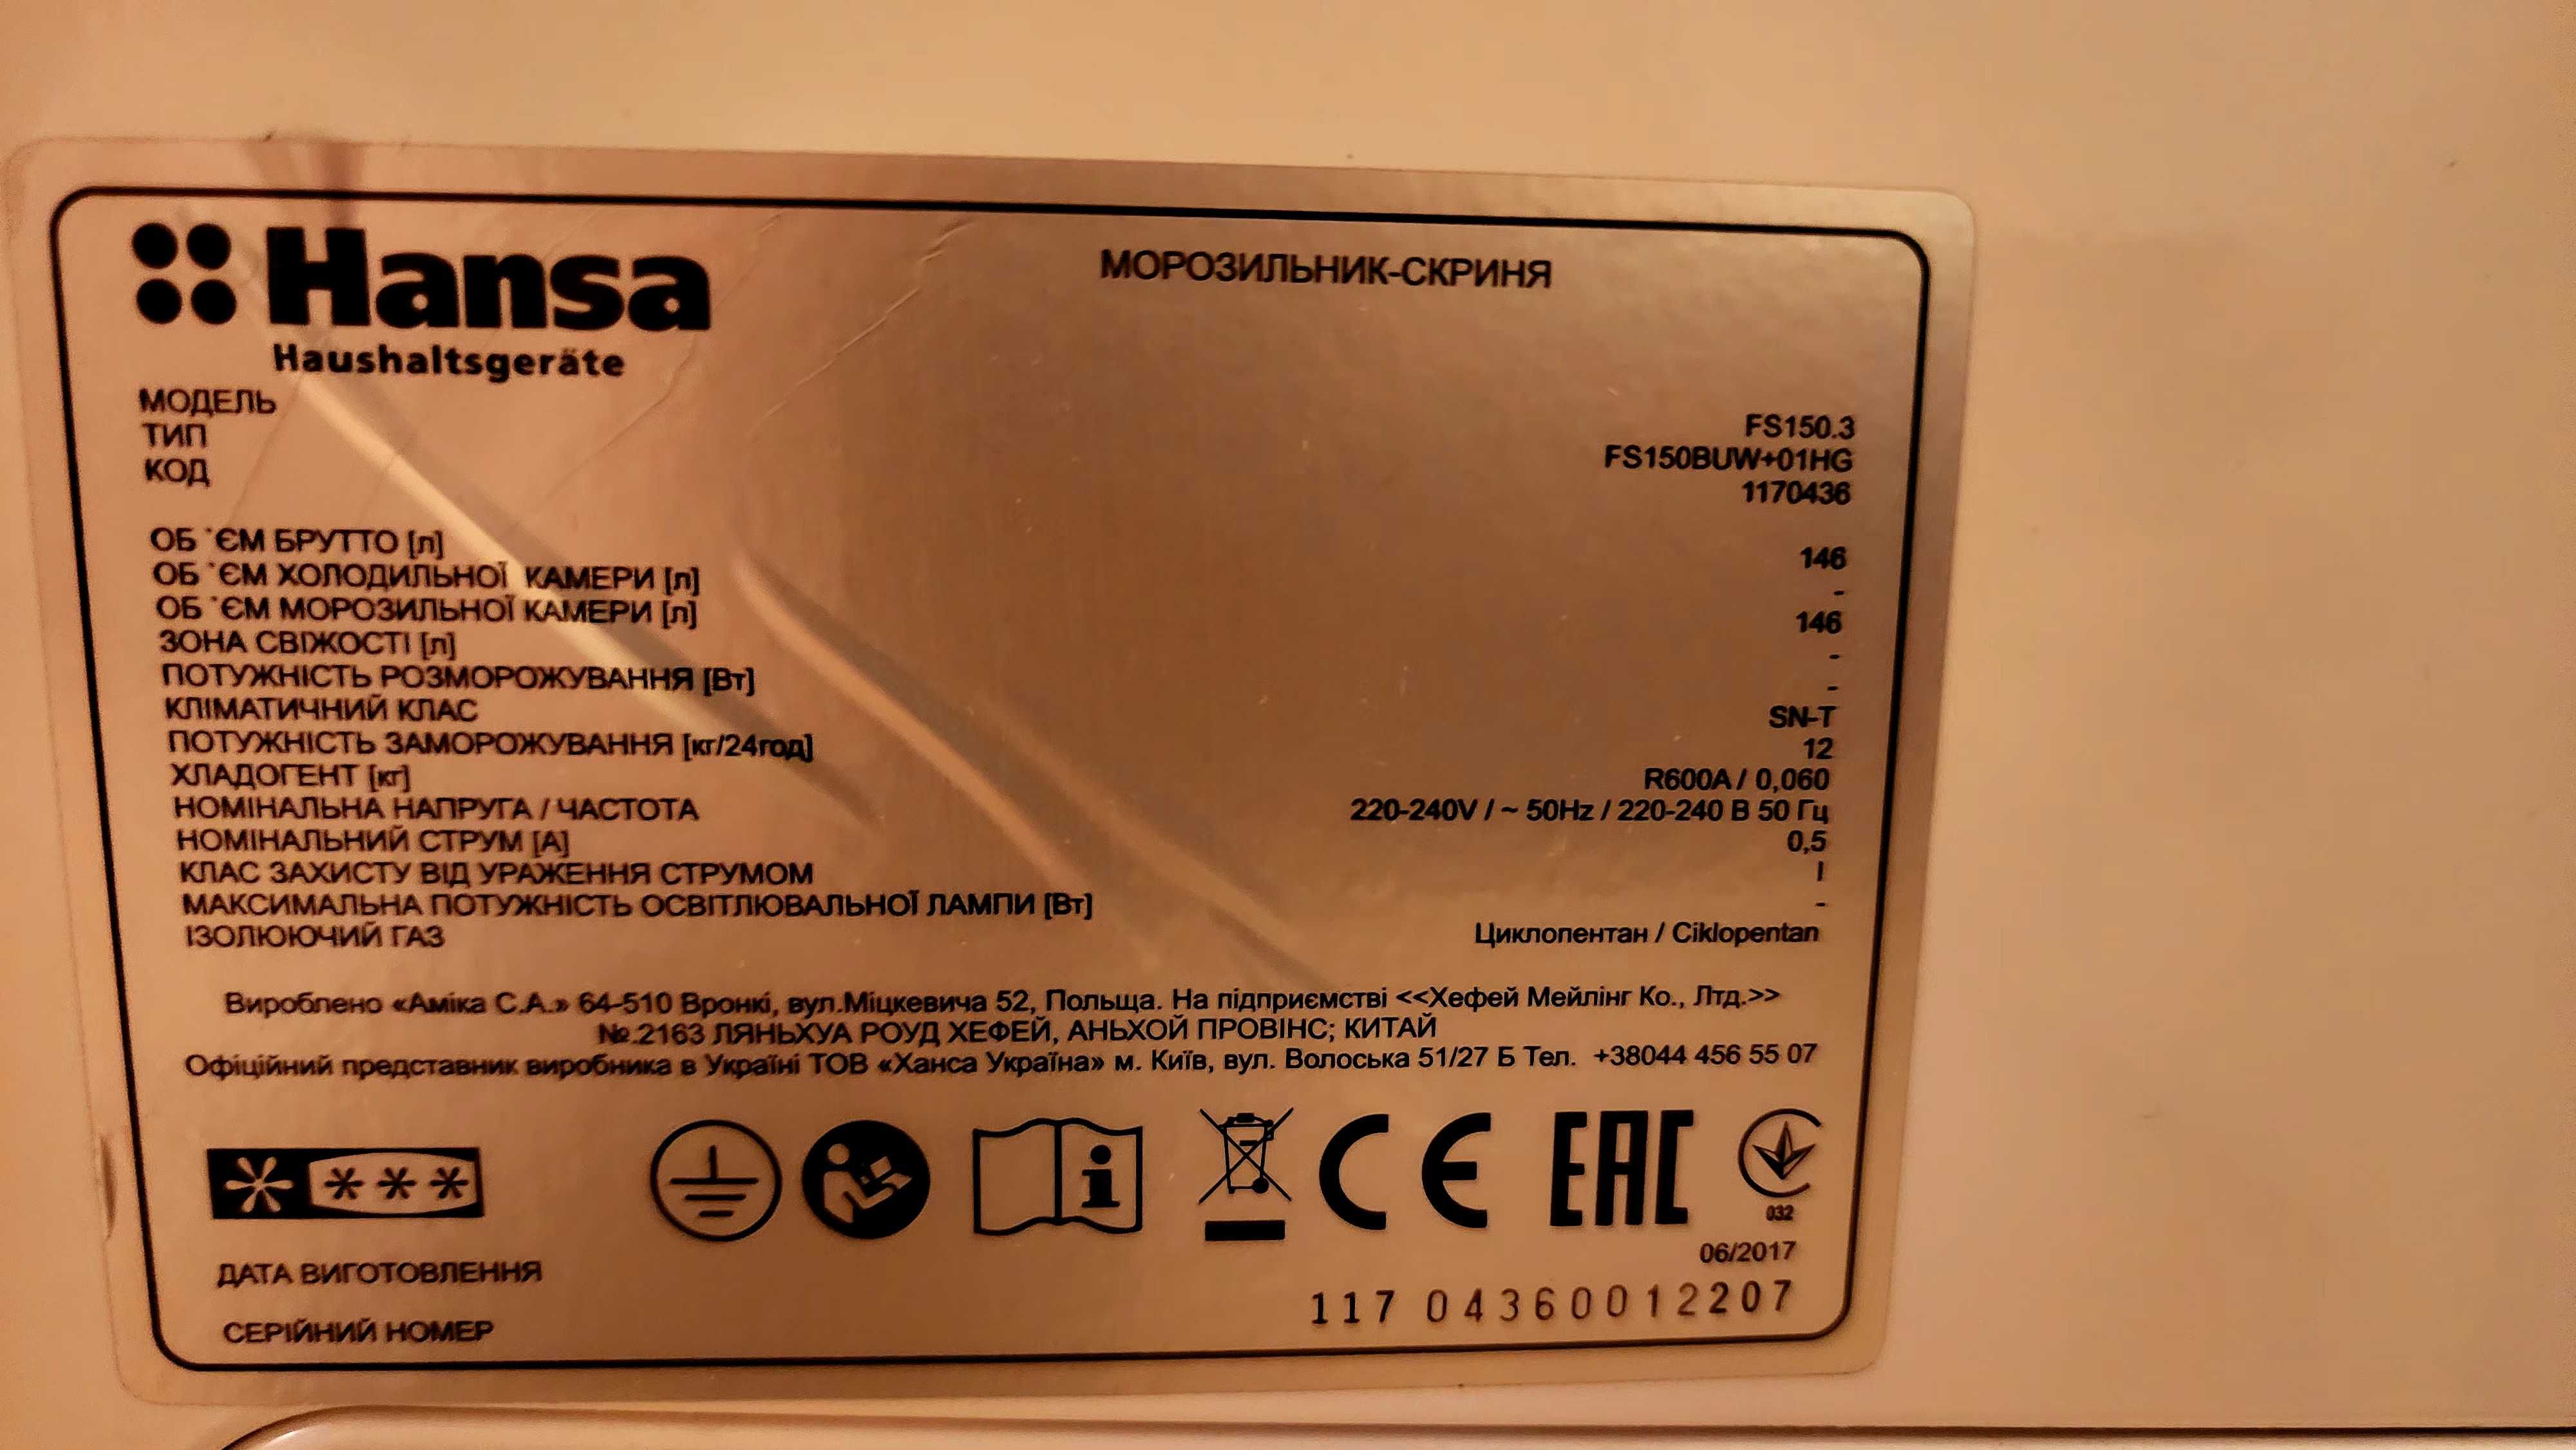 Hansa
Haushaltsgeräte
МОРОЗИЛЬНИК-СКРИНЯ
МОДЕЛЬ FS150.3
ТИП FS150BUW+01HG
КОД 1170436
ОБ `ЄМ БРУТТО [л] 146
ОБ `ЄМ ХОЛОДИЛЬНОЇ КАМЕРИ [л] -
ОБ `ЄМ МОРОЗИЛЬНОЇ КАМЕРИ [л] 146
ЗОНА СВІЖОСТІ [л] -
ПОТУЖНІСТЬ РОЗМОРОЖУВАННЯ [Вт] -
КЛІМАТИЧНИЙ КЛАС SN-T
ПОТУЖНІСТЬ ЗАМОРОЖУВАННЯ [кг/24год] 12
ХЛАДОГЕНТ [кг] R600A / 0,060
НОМІНАЛЬНА НАПРУГА / ЧАСТОТА 220-240V / ~ 50Hz / 220-240 В 50 Гц
НОМІНАЛЬНИЙ СТРУМ [А] 0,5
КЛАС ЗАХИСТУ ВІД УРАЖЕННЯ СТРУМОМ I
МАКСИМАЛЬНА ПОТУЖНІСТЬ ОСВІТЛЮВАЛЬНОЇ ЛАМПИ [Вт] -
ІЗОЛЮЮЧИЙ ГАЗ Циклопентан / Ciklopentan
Вироблено «Аміка С.А.» 64-510 Вронкі, вул.Міцкевича 52, Польща. На підприємстві <<Хефей Мейлінг Ко., Лтд.>>
№.2163 ЛЯНЬХУА РОУД ХЕФЕЙ, АНЬХОЙ ПРОВІНС; КИТАЙ
Офіційний представник виробника в Україні ТОВ «Ханса Україна» м. Київ, вул. Волоська 51/27 Б Тел. +38044 456 55 07
CE EAC
032
ДАТА ВИГОТОВЛЕННЯ 06/2017
СЕРІЙНИЙ НОМЕР 117 04360012207